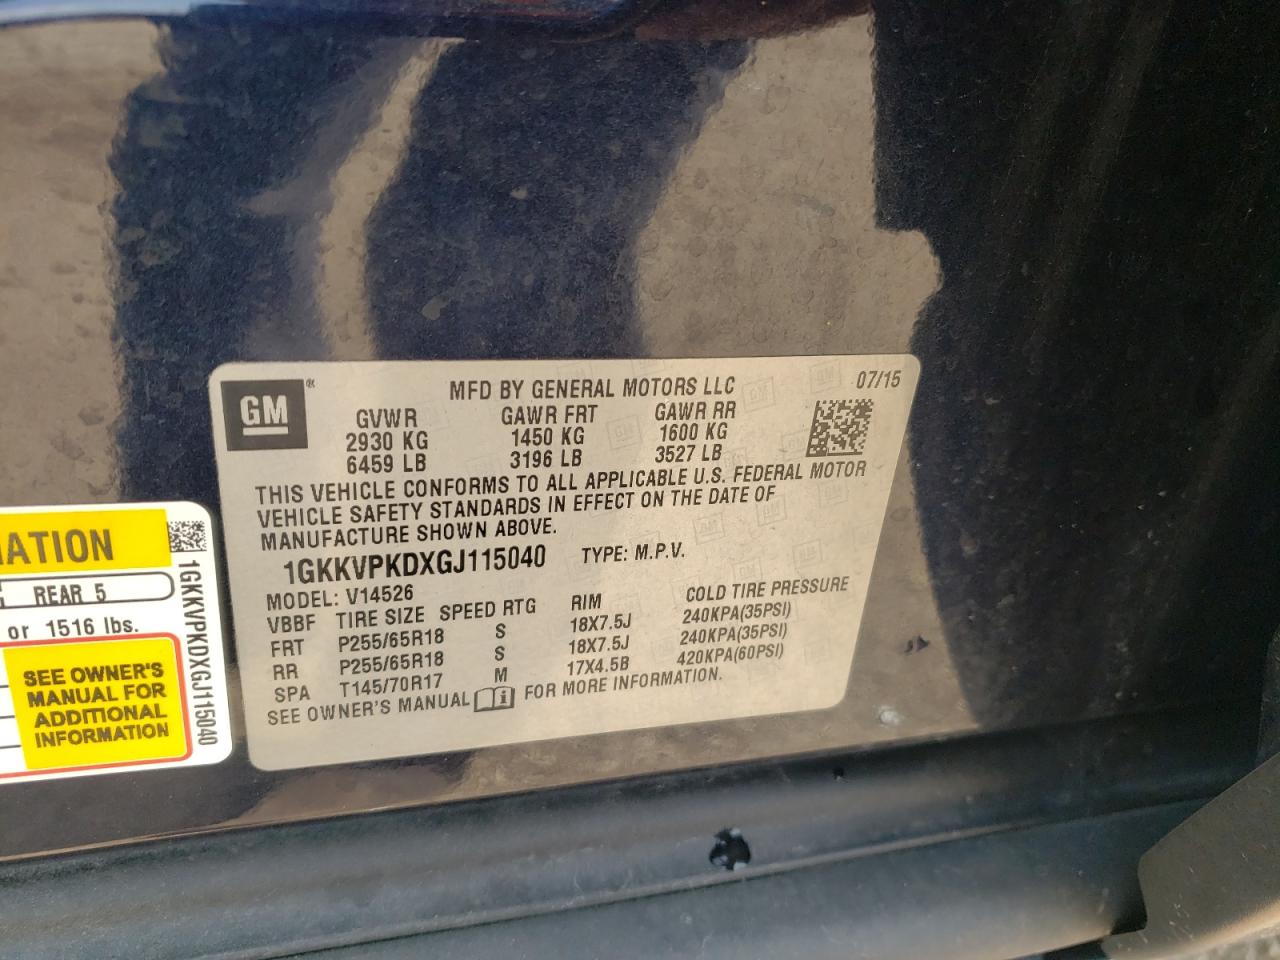 GM®
MFD BY GENERAL MOTORS LLC 07/15
GVWR GAWR FRT GAWR RR
2930 KG 1450 KG 1600 KG
6459 LB 3196 LB 3527 LB
THIS VEHICLE CONFORMS TO ALL APPLICABLE U.S. FEDERAL MOTOR
VEHICLE SAFETY STANDARDS IN EFFECT ON THE DATE OF
MANUFACTURE SHOWN ABOVE.
1GKKVPKDXGJ115040 TYPE: M.P.V.
MODEL: V14526
VBBF TIRE SIZE SPEED RTG RIM COLD TIRE PRESSURE
FRT P255/65R18 S 18X7.5J 240KPA(35PSI)
RR P255/65R18 S 18X7.5J 240KPA(35PSI)
SPA T145/70R17 M 17X4.5B 420KPA(60PSI)
SEE OWNER'S MANUAL i FOR MORE INFORMATION.
MATION
REAR 5
or 1516 lbs.
SEE OWNER'S
MANUAL FOR
ADDITIONAL
INFORMATION
1GKKVPKDXGJ115040